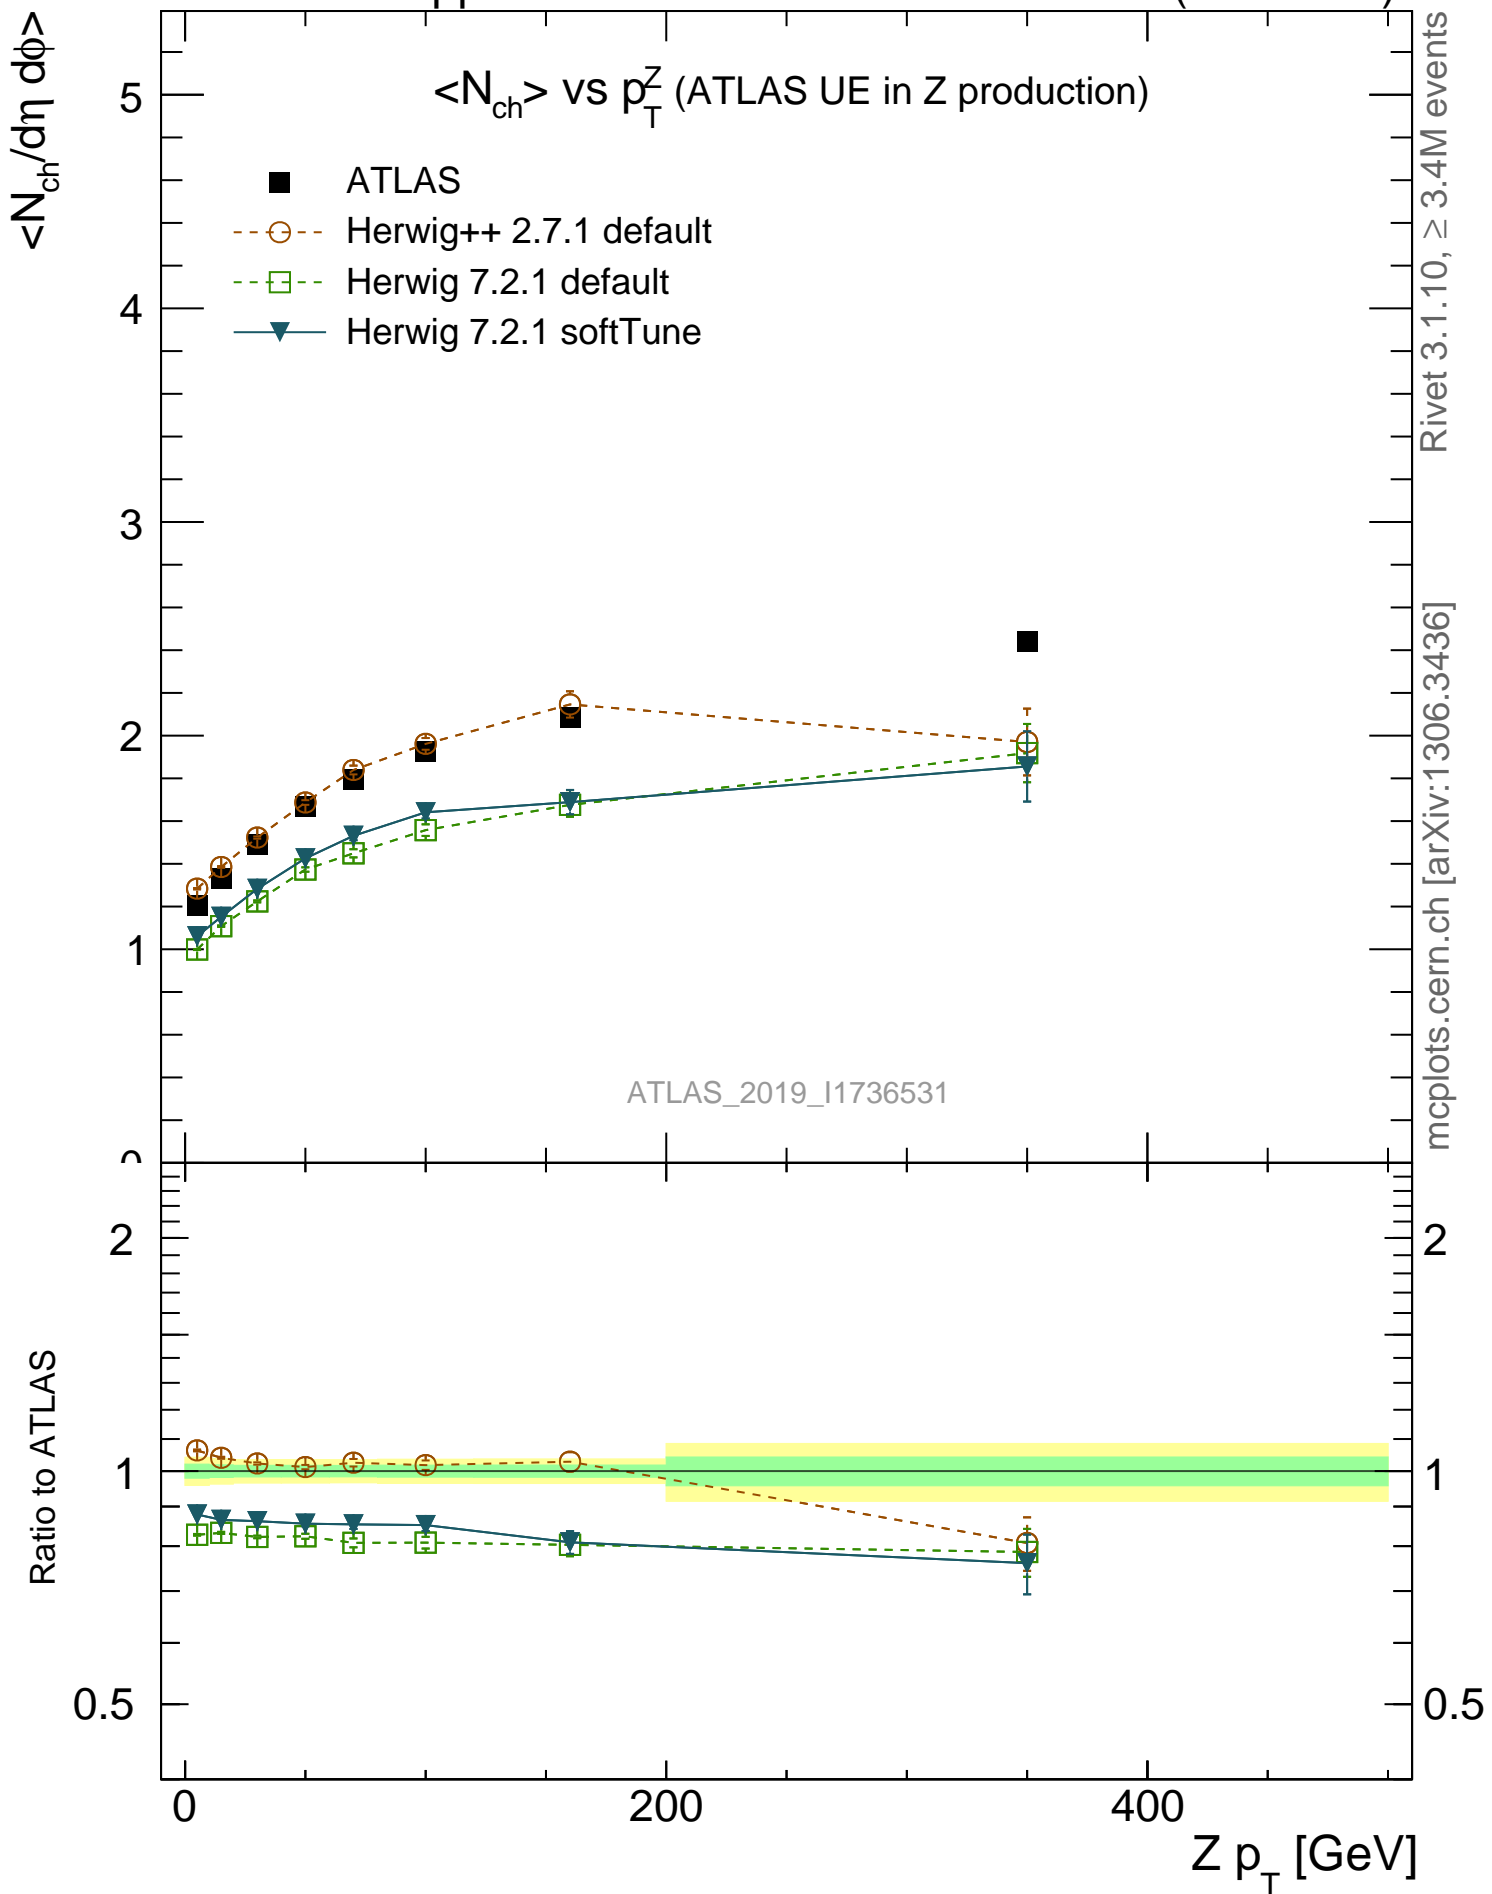 <N_ch> vs p_T^Z (ATLAS UE in Z production)
<N_ch/dη dϕ>
ATLAS
Herwig++ 2.7.1 default
Herwig 7.2.1 default
Herwig 7.2.1 softTune
5
4
3
2
1
0
ATLAS_2019_I1736531
Rivet 3.1.10, ≥ 3.4M events
mcplots.cern.ch [arXiv:1306.3436]
Ratio to ATLAS
2
1
0.5
2
1
0.5
0 200 400
Z p_T [GeV]